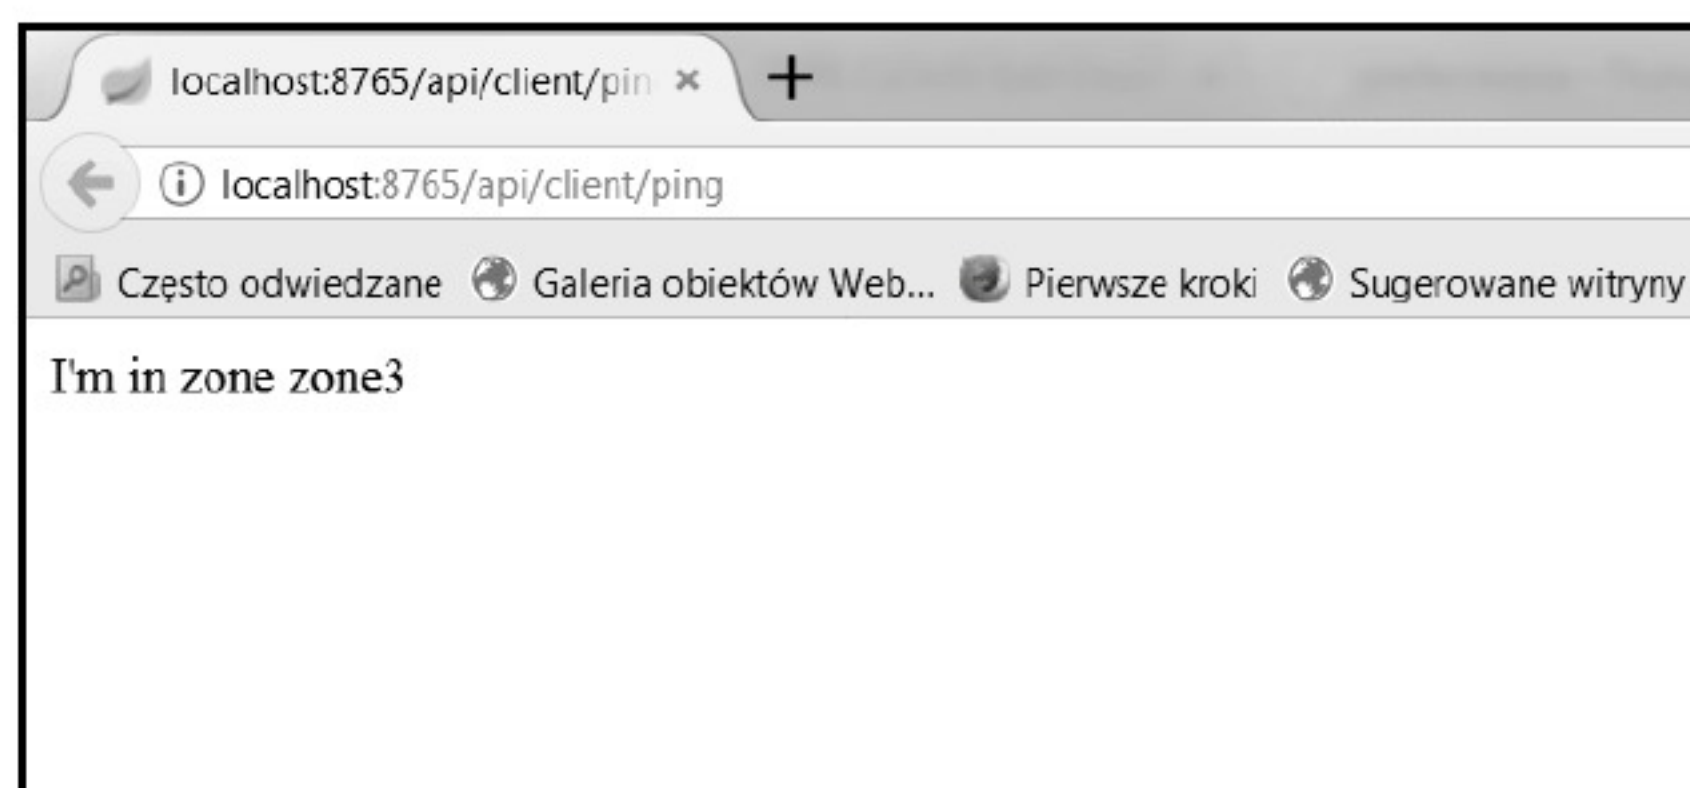 localhost:8765/api/client/pin
localhost:8765/api/client/ping
Często odwiedzane Galeria obiektów Web... Pierwsze kroki Sugerowane witryny
I'm in zone zone3